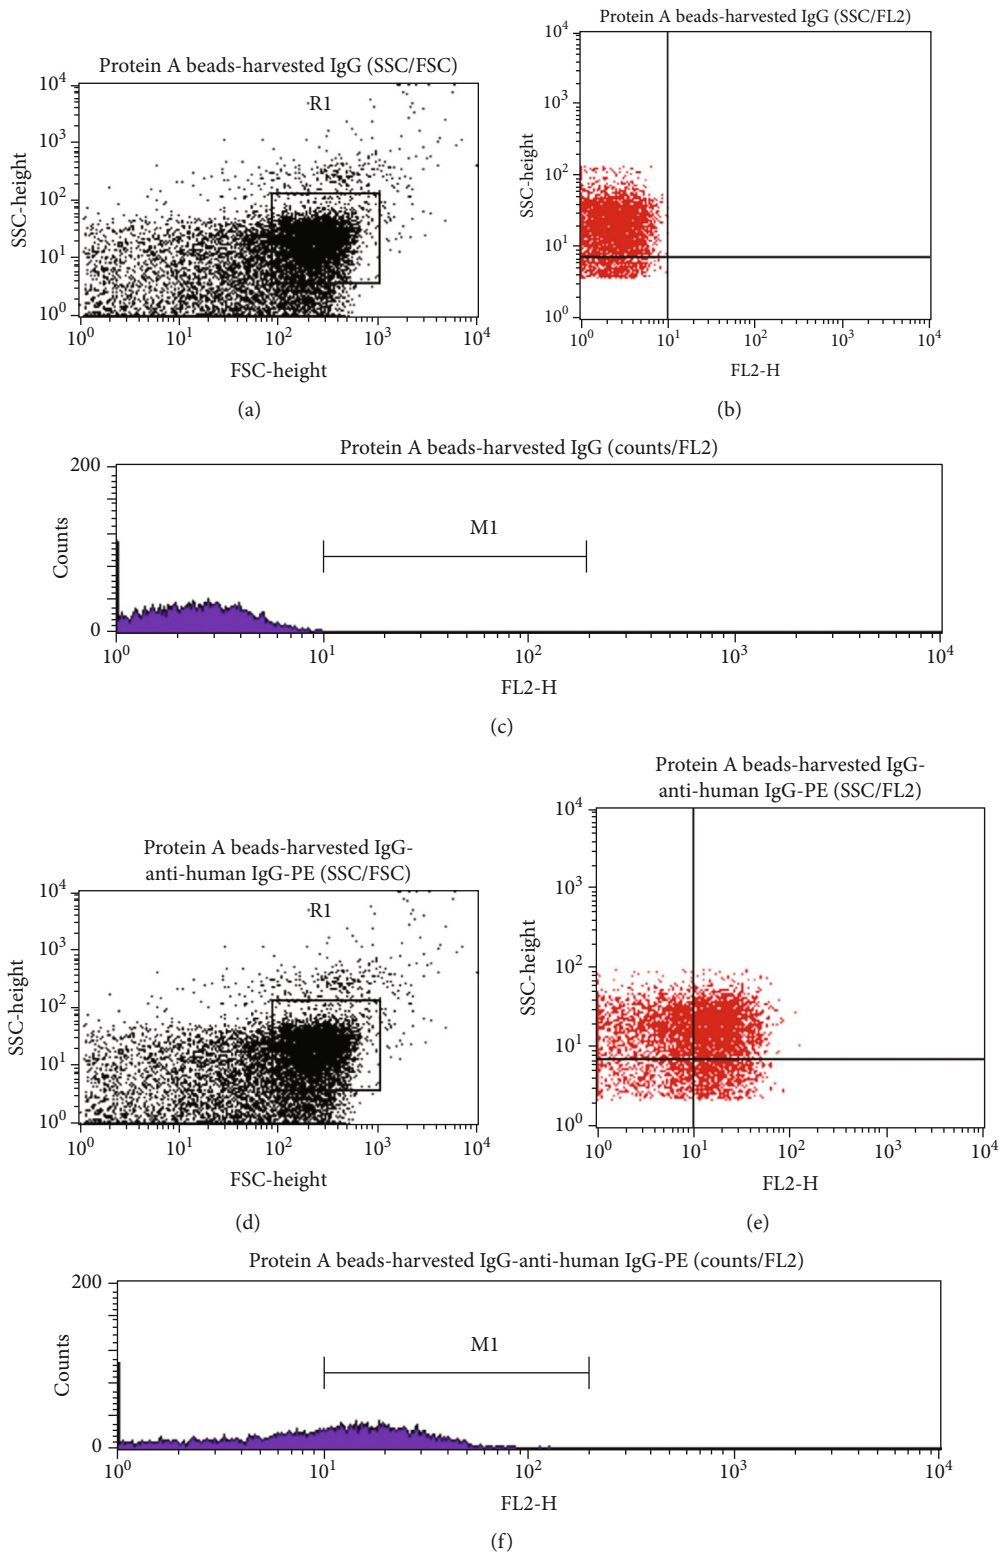 Protein A beads-harvested IgG (SSC/FSC)
10^4
10^3
10^2
10^1
10^0
SSC-height
R1
10^0 10^1 10^2 10^3 10^4
FSC-height
(a)
Protein A beads-harvested IgG (SSC/FL2)
10^4
10^3
10^2
10^1
10^0
SSC-height
10^0 10^1 10^2 10^3 10^4
FL2-H
(b)
Protein A beads-harvested IgG (counts/FL2)
200
0
Counts
M1
10^0 10^1 10^2 10^3 10^4
FL2-H
(c)
Protein A beads-harvested IgG-
anti-human IgG-PE (SSC/FSC)
10^4
10^3
10^2
10^1
10^0
SSC-height
R1
10^0 10^1 10^2 10^3 10^4
FSC-height
(d)
Protein A beads-harvested IgG-
anti-human IgG-PE (SSC/FL2)
10^4
10^3
10^2
10^1
10^0
SSC-height
10^0 10^1 10^2 10^3 10^4
FL2-H
(e)
Protein A beads-harvested IgG-anti-human IgG-PE (counts/FL2)
200
0
Counts
M1
10^0 10^1 10^2 10^3 10^4
FL2-H
(f)